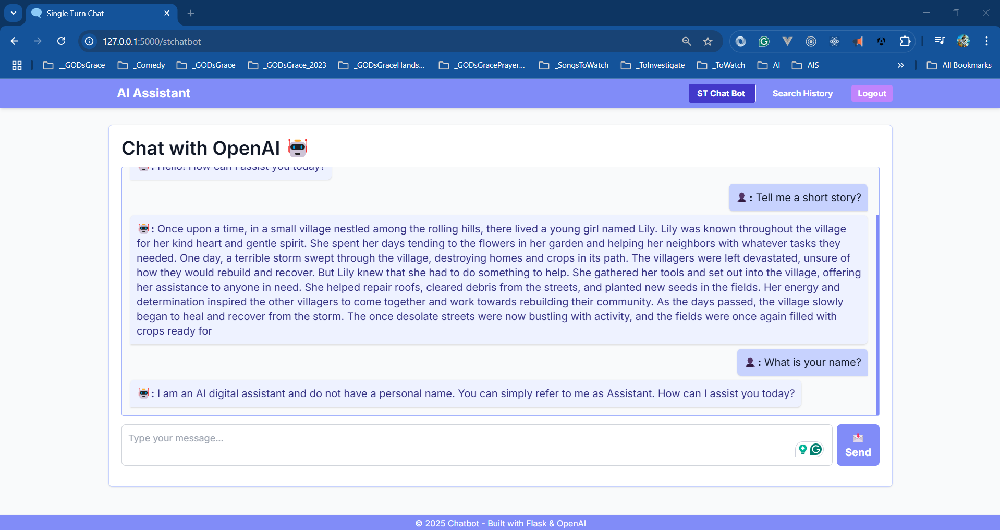 Single Turn Chat
127.0.0.1:5000/stchatbot
__GODsGrace
_Comedy
_GODsGrace
_GODsGrace_2023
_GODsGraceHands...
_GODsGracePrayer...
_SongsToWatch
_ToInvestigate
_ToWatch
AI
AIS
All Bookmarks
AI Assistant
ST Chat Bot
Search History
Logout
Chat with OpenAI
: Hello! How can I assist you today?
: Tell me a short story?
: Once upon a time, in a small village nestled among the rolling hills, there lived a young girl named Lily. Lily was known throughout the village
for her kind heart and gentle spirit. She spent her days tending to the flowers in her garden and helping her neighbors with whatever tasks they
needed. One day, a terrible storm swept through the village, destroying homes and crops in its path. The villagers were left devastated, unsure of
how they would rebuild and recover. But Lily knew that she had to do something to help. She gathered her tools and set out into the village, offering
her assistance to anyone in need. She helped repair roofs, cleared debris from the streets, and planted new seeds in the fields. Her energy and
determination inspired the other villagers to come together and work towards rebuilding their community. As the days passed, the village slowly
began to heal and recover from the storm. The once desolate streets were now bustling with activity, and the fields were once again filled with
crops ready for
: What is your name?
: I am an AI digital assistant and do not have a personal name. You can simply refer to me as Assistant. How can I assist you today?
Type your message...
Send
© 2025 Chatbot - Built with Flask & OpenAI